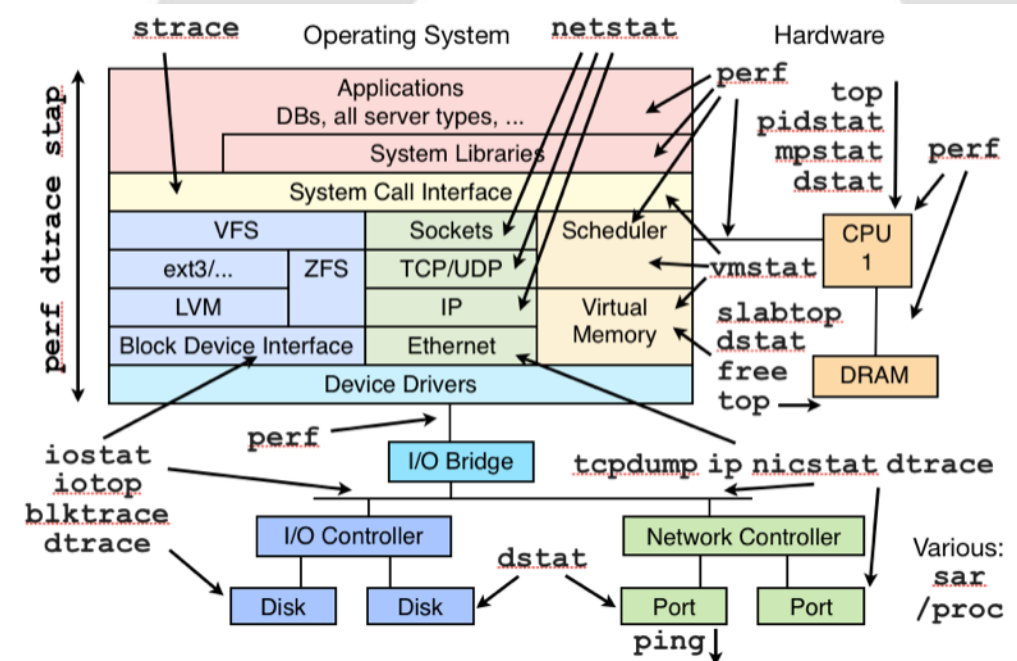 strace
Operating System
netstat
Hardware
perf dtrace stap
Applications
DBs, all server types, ...
System Libraries
System Call Interface
VFS
Sockets
Scheduler
ext3/...
ZFS
TCP/UDP
LVM
IP
Virtual
Memory
Block Device Interface
Ethernet
Device Drivers
perf
top
pidstat
mpstat
dstat
perf
CPU
1
vmstat
slabtop
dstat
free
top
DRAM
perf
I/O Bridge
iostat
iotop
blktrace
dtrace
tcpdump ip nicstat dtrace
I/O Controller
Network Controller
dstat
Disk
Disk
Port
Port
ping
Various:
sar
/proc